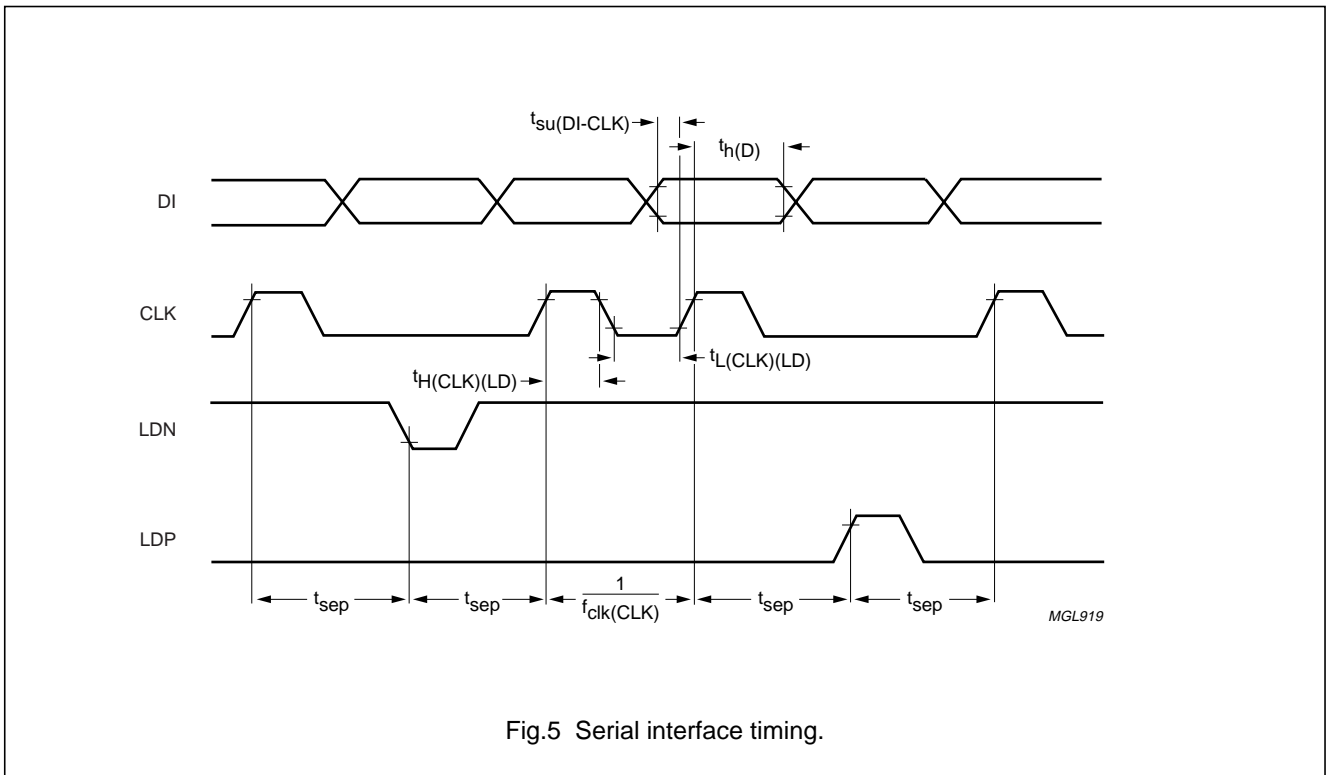 tsu(DI-CLK)
th(D)
DI
CLK
tL(CLK)(LD)
tH(CLK)(LD)
LDN
LDP
tsep
tsep
1
fclk(CLK)
tsep
tsep
MGL919
Fig.5 Serial interface timing.